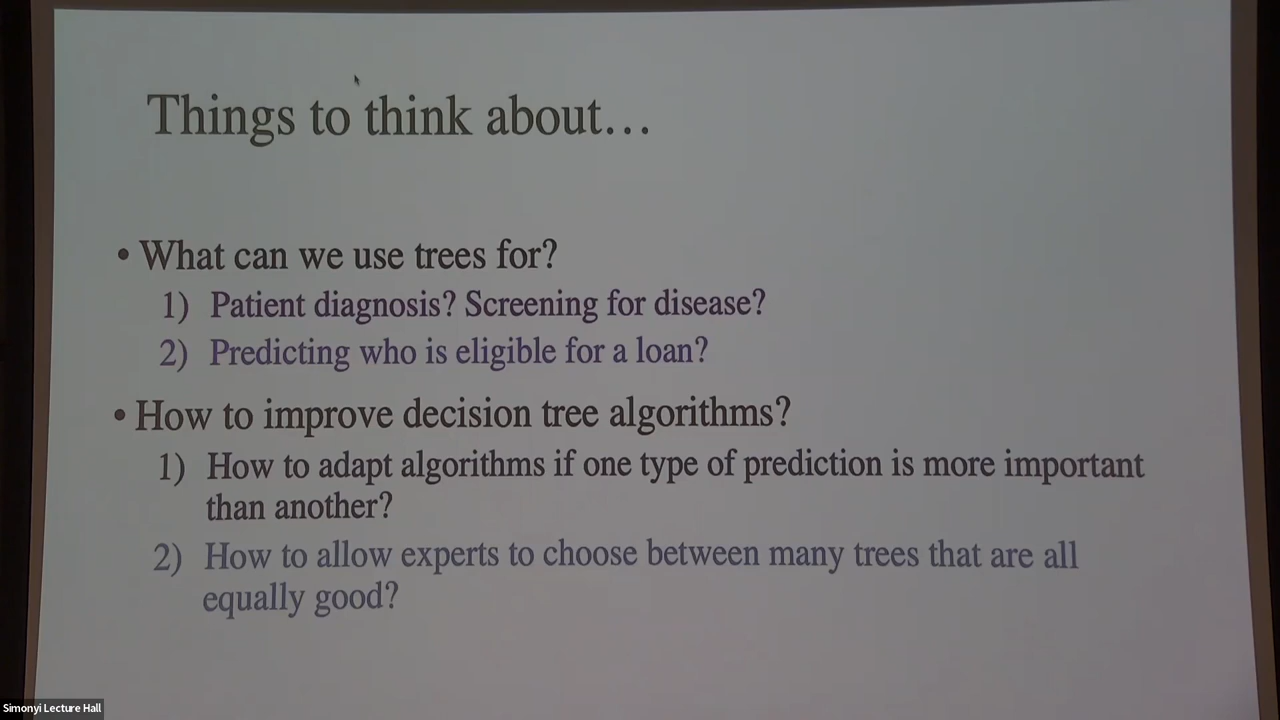 Things to think about...
• What can we use trees for?
1) Patient diagnosis? Screening for disease?
2) Predicting who is eligible for a loan?
• How to improve decision tree algorithms?
1) How to adapt algorithms if one type of prediction is more important
than another?
2) How to allow experts to choose between many trees that are all
equally good?
Simonyi Lecture Hall